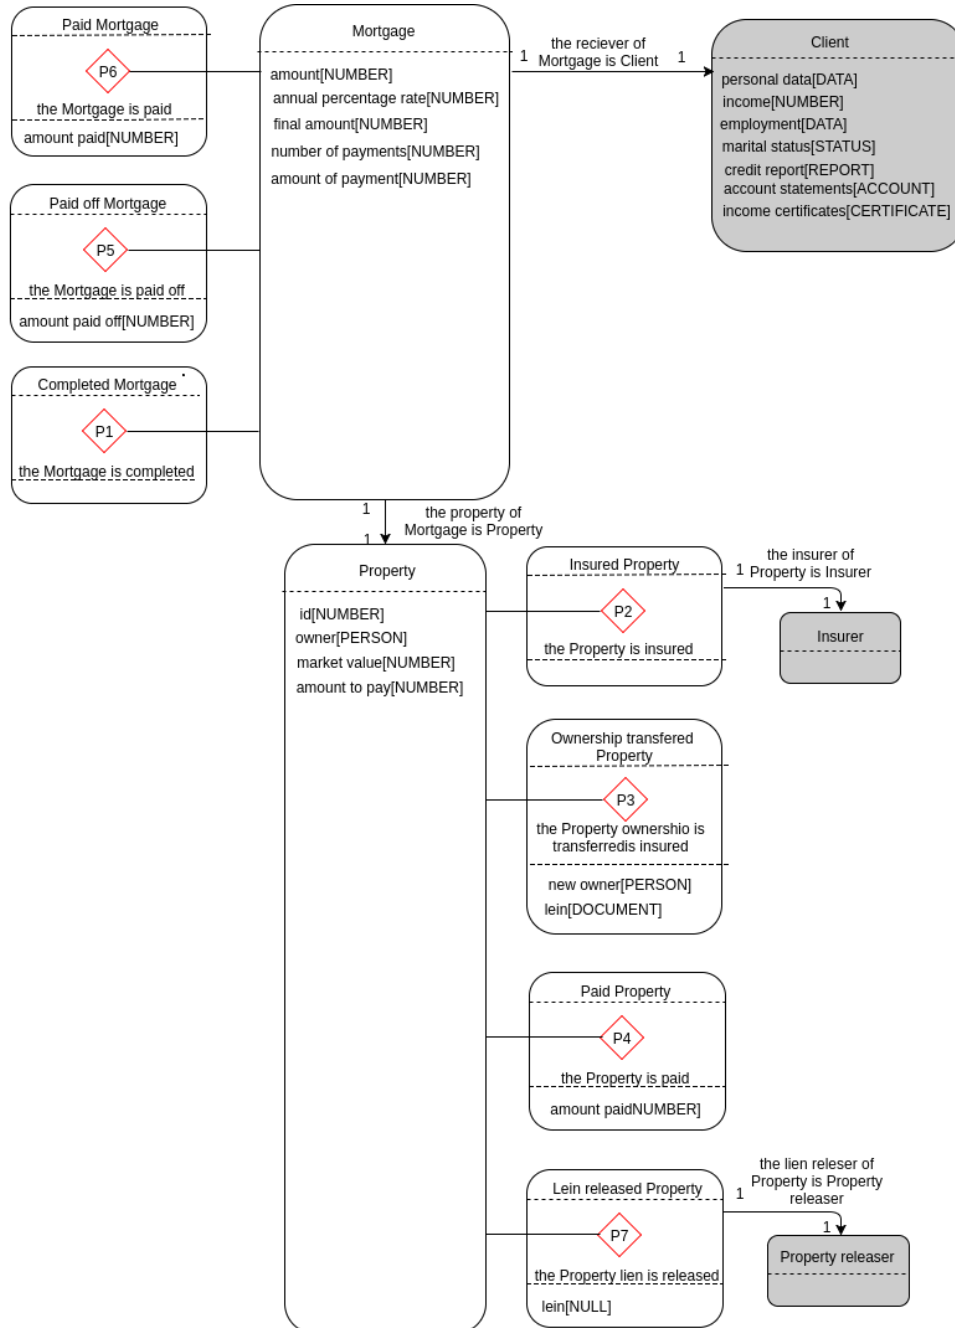 Paid Mortgage
P6
the Mortgage is paid
amount paid[NUMBER]
Paid off Mortgage
P5
the Mortgage is paid off
amount paid off[NUMBER]
Completed Mortgage
P1
the Mortgage is completed
Mortgage
amount[NUMBER]
annual percentage rate[NUMBER]
final amount[NUMBER]
number of payments[NUMBER]
amount of payment[NUMBER]
1
the reciever of
Mortgage is Client
1
Client
personal data[DATA]
income[NUMBER]
employment[DATA]
marital status[STATUS]
credit report[REPORT]
account statements[ACCOUNT]
income certificates[CERTIFICATE]
1
the property of
Mortgage is Property
1
Property
id[NUMBER]
owner[PERSON]
market value[NUMBER]
amount to pay[NUMBER]
Insured Property
P2
the Property is insured
1
the insurer of
Property is Insurer
1
Insurer
Ownership transfered
Property
P3
the Property ownershio is
transferredis insured
new owner[PERSON]
lein[DOCUMENT]
Paid Property
P4
the Property is paid
amount paidNUMBER]
Lein released Property
P7
the Property lien is released
lein[NULL]
1
the lien releser of
Property is Property
releaser
1
Property releaser